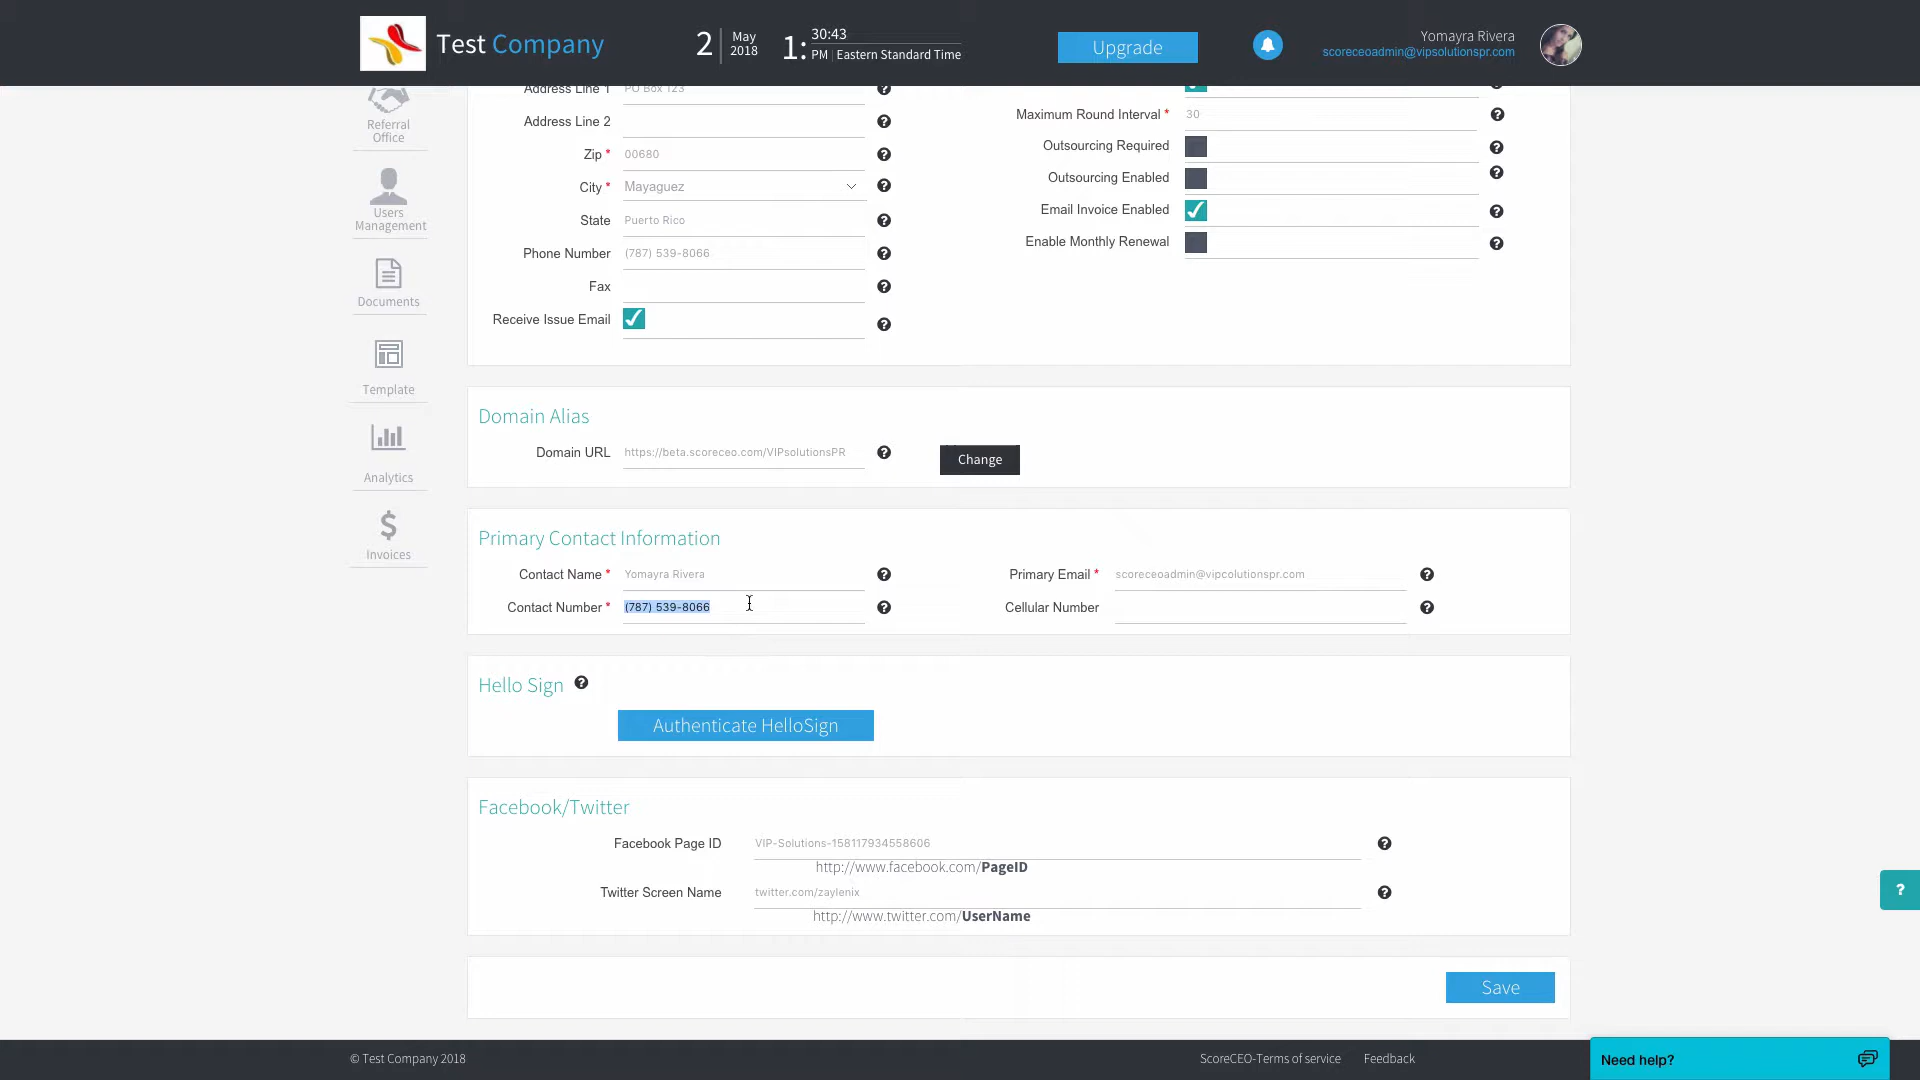 Test Company
2
May
2018
1:
30:43
PM | Eastern Standard Time
Upgrade
Yomayra Rivera
scoreceoadmin@vipsolutionspr.com
Referral
Office
Users
Management
Documents
Template
Analytics
$
Invoices
Address Line 1 PO Box 123 ?
Address Line 2 ?
Zip * 00680 ?
City * Mayaguez ?
State Puerto Rico ?
Phone Number (787) 539-8066 ?
Fax ?
Receive Issue Email ?
Maximum Round Interval * 30 ?
Outsourcing Required ?
Outsourcing Enabled ?
Email Invoice Enabled ?
Enable Monthly Renewal ?
Domain Alias
Domain URL https://beta.scoreceo.com/VIPsolutionsPR ? Change
Primary Contact Information
Contact Name * Yomayra Rivera ? Primary Email * scoreceoadmin@vipcolutionspr.com ?
Contact Number * (787) 539-8066 ? Cellular Number ?
Hello Sign ?
Authenticate HelloSign
Facebook/Twitter
Facebook Page ID VIP-Solutions-158117934558606 ?
http://www.facebook.com/PageID
Twitter Screen Name twitter.com/zaylenix ?
http://www.twitter.com/UserName
?
Save
© Test Company 2018
ScoreCEO-Terms of service Feedback
Need help?